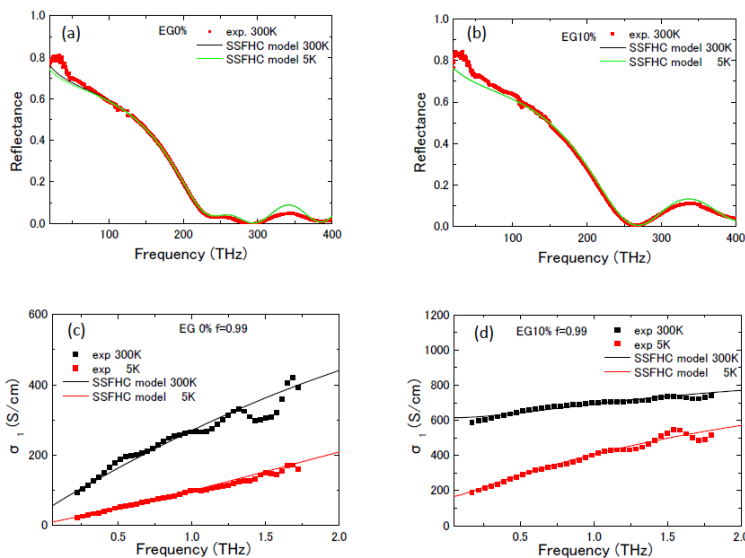 (a)
EG0%
exp. 300K
SSFHC model 300K
SSFHC model 5K
1.0
0.8
0.6
0.4
0.2
0.0
Reflectance
100 200 300 400
Frequency (THz)
(b)
EG10%
exp. 300K
SSFHC model 300K
SSFHC model 5K
1.0
0.8
0.6
0.4
0.2
0.0
Reflectance
100 200 300 400
Frequency (THz)
(c)
EG 0% f=0.99
exp 300K
exp 5K
SSFHC model 300K
SSFHC model 5K
600
400
200
0
σ 1 (S/cm)
0.5 1.0 1.5 2.0
Frequency (THz)
(d)
EG10% f=0.99
exp 300K
exp 5K
SSFHC model 300K
SSFHC model 5K
1200
1000
800
600
400
200
0
σ 1 (S/cm)
0.5 1.0 1.5 2.0
Frequency (THz)